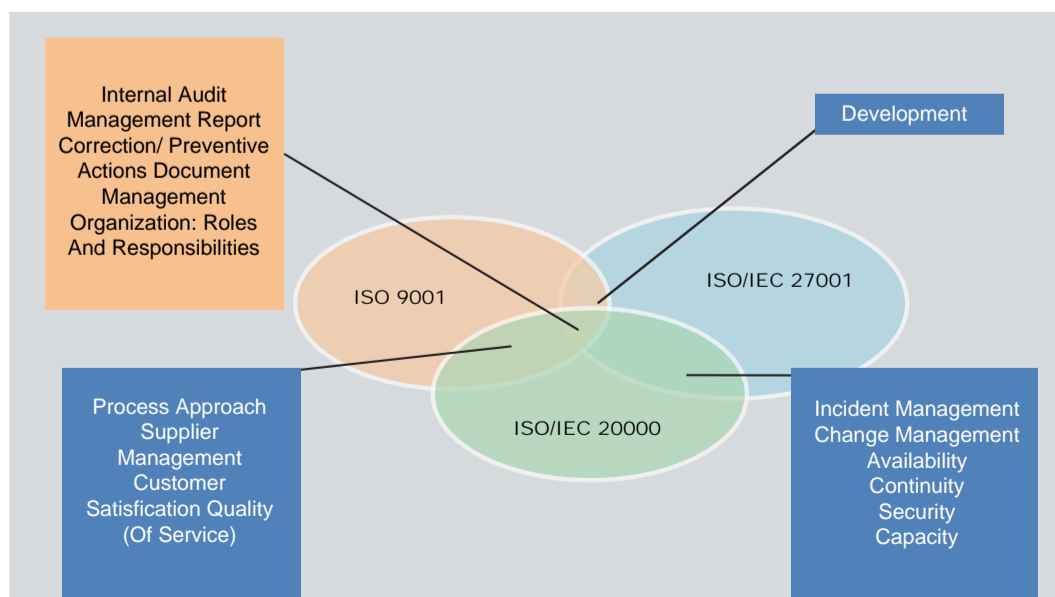 Internal Audit
Management Report
Correction/ Preventive
Actions Document
Management
Organization: Roles
And Responsibilities
Development
ISO 9001
ISO/IEC 27001
ISO/IEC 20000
Process Approach
Supplier
Management
Customer
Satisfication Quality
(Of Service)
Incident Management
Change Management
Availability
Continuity
Security
Capacity